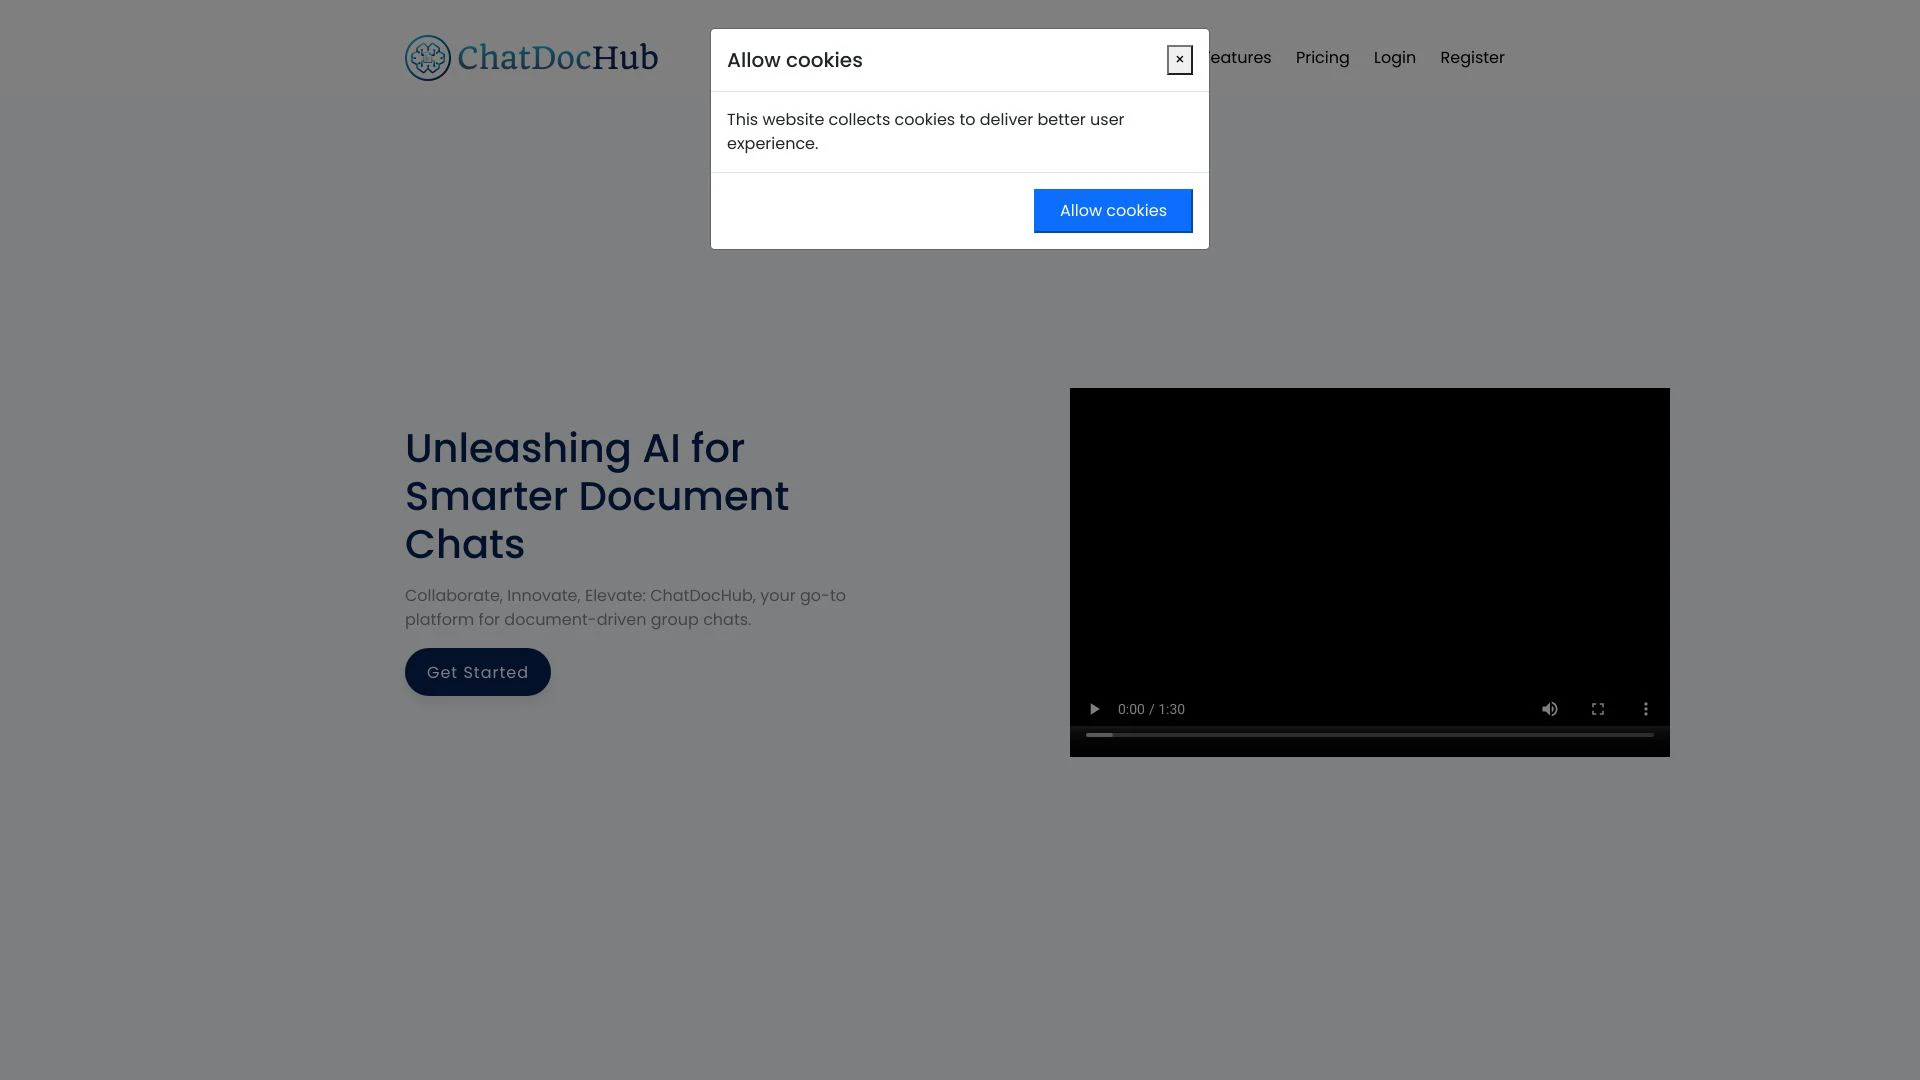 ChatDocHub
Allow cookies
×
This website collects cookies to deliver better user
experience.
Allow cookies
Features
Pricing
Login
Register
Unleashing AI for
Smarter Document
Chats
Collaborate, Innovate, Elevate: ChatDocHub, your go-to
platform for document-driven group chats.
Get Started
0:00 / 1:30